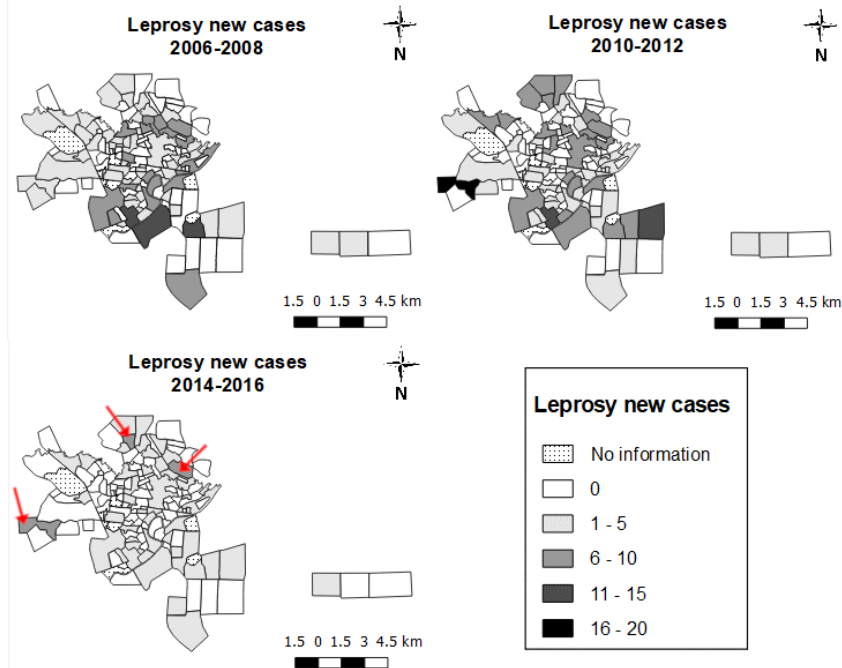 Leprosy new cases
2006-2008
N
1.5 0 1.5 3 4.5 km
Leprosy new cases
2010-2012
N
1.5 0 1.5 3 4.5 km
Leprosy new cases
2014-2016
N
1.5 0 1.5 3 4.5 km
Leprosy new cases
No information
0
1 - 5
6 - 10
11 - 15
16 - 20